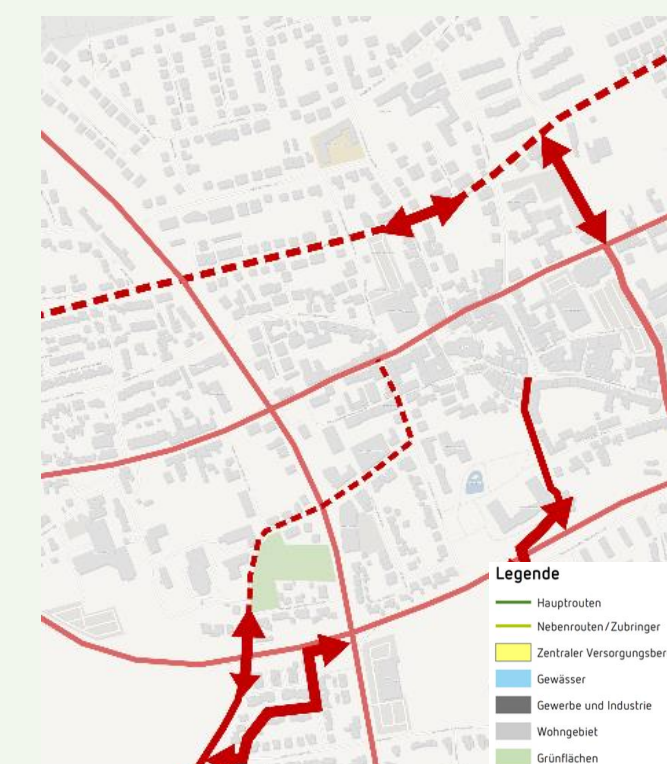 Legende
Hauptrouten
Nebenrouten/Zubringer
Zentraler Versorgungsber
Gewässer
Gewerbe und Industrie
Wohngebiet
Grünflächen